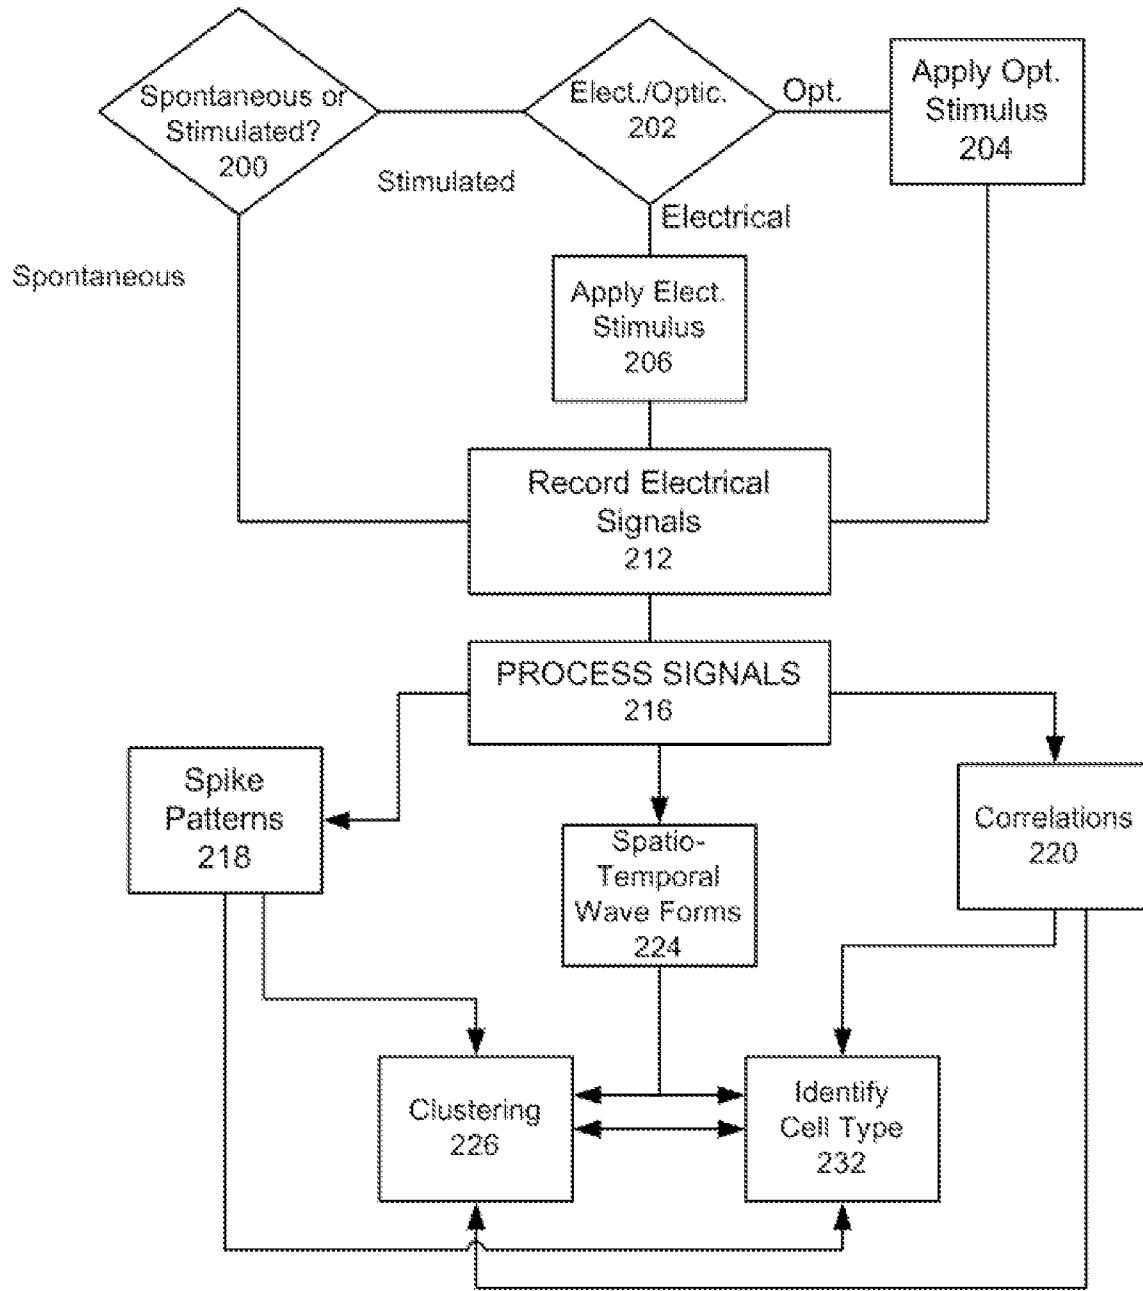 Spontaneous or
Stimulated?
200
Elect./Optic.
202
Opt.
Apply Opt.
Stimulus
204
Stimulated
Electrical
Spontaneous
Apply Elect.
Stimulus
206
Record Electrical
Signals
212
PROCESS SIGNALS
216
Spike
Patterns
218
Spatio-
Temporal
Wave Forms
224
Correlations
220
Clustering
226
Identify
Cell Type
232